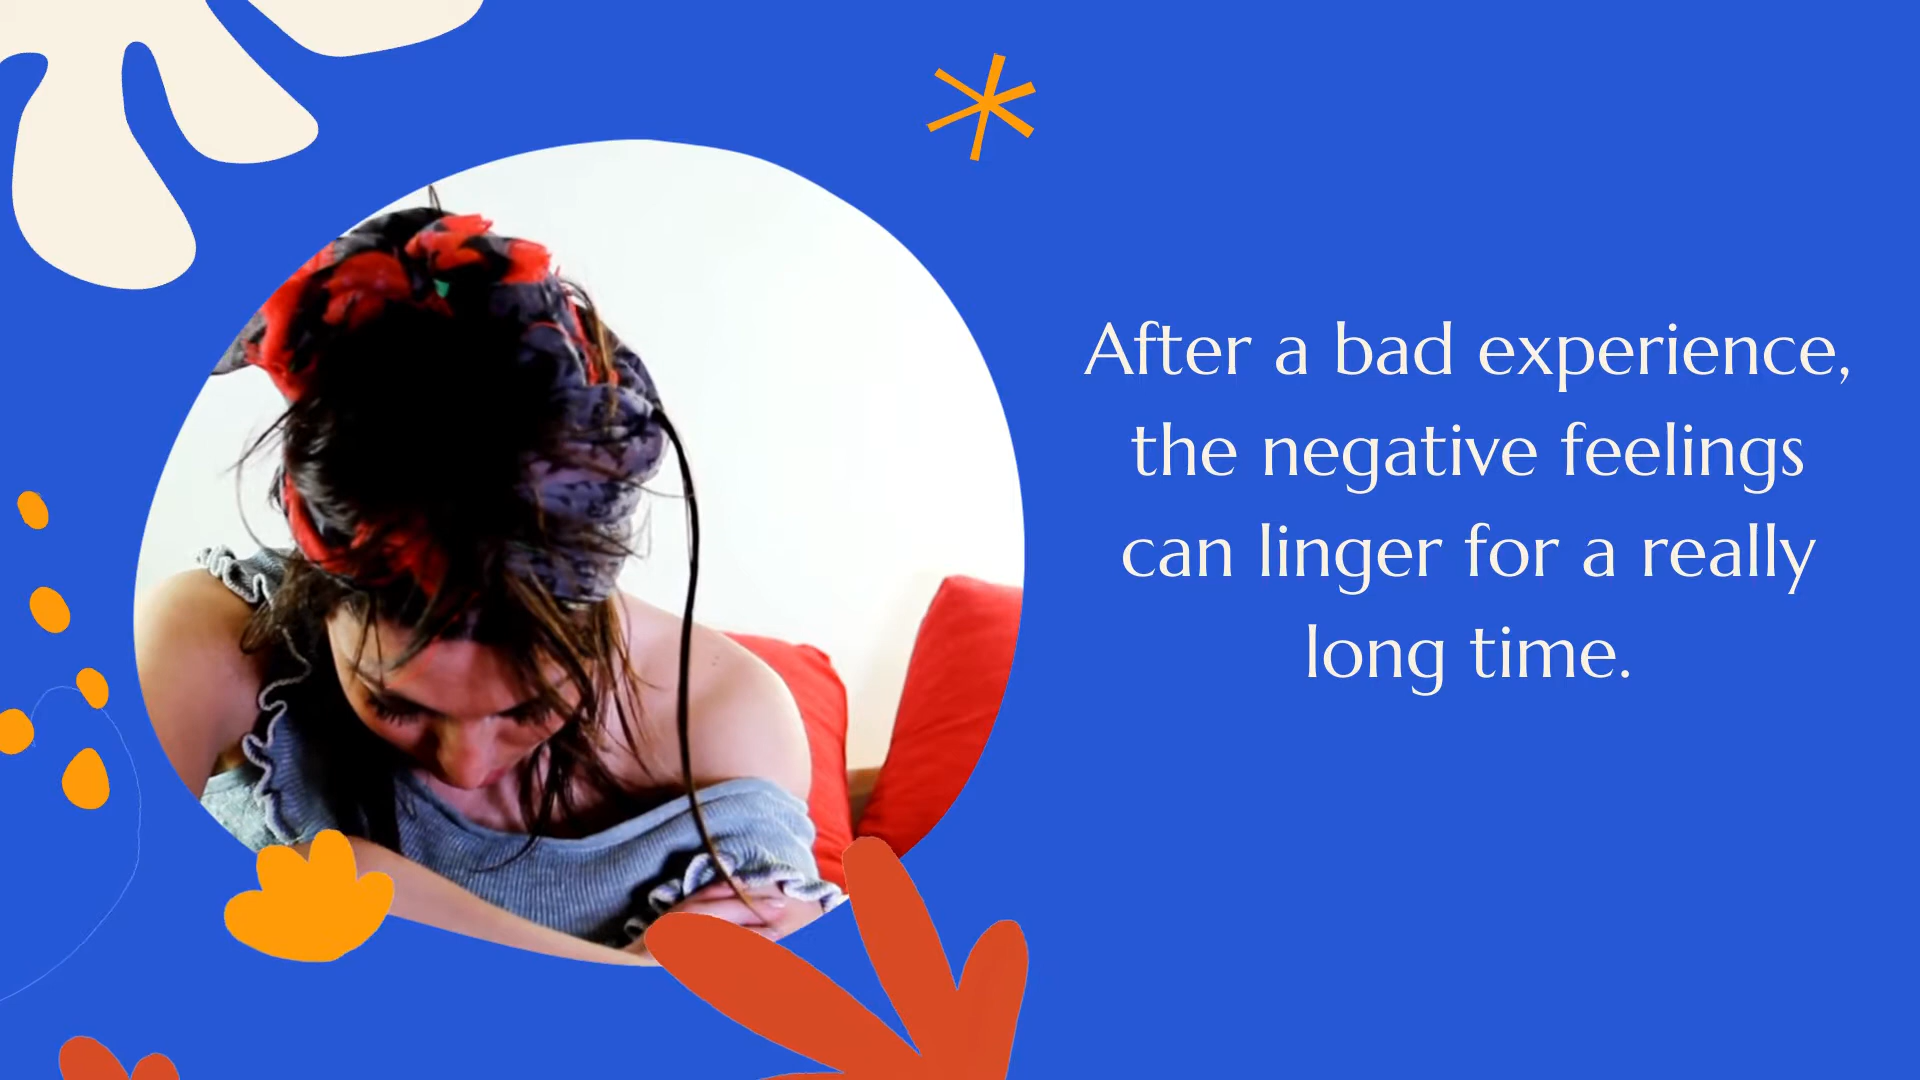 After a bad experience,
the negative feelings
can linger for a really
long time.